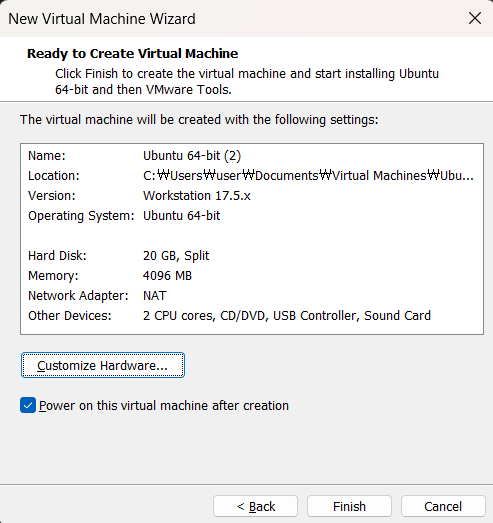 New Virtual Machine Wizard
Ready to Create Virtual Machine
Click Finish to create the virtual machine and start installing Ubuntu
64-bit and then VMware Tools.
The virtual machine will be created with the following settings:
Name: Ubuntu 64-bit (2)
Location: C:₩Users₩user₩Documents₩Virtual Machines₩Ubu...
Version: Workstation 17.5.x
Operating System: Ubuntu 64-bit
Hard Disk: 20 GB, Split
Memory: 4096 MB
Network Adapter: NAT
Other Devices: 2 CPU cores, CD/DVD, USB Controller, Sound Card
Customize Hardware...
Power on this virtual machine after creation
< Back Finish Cancel